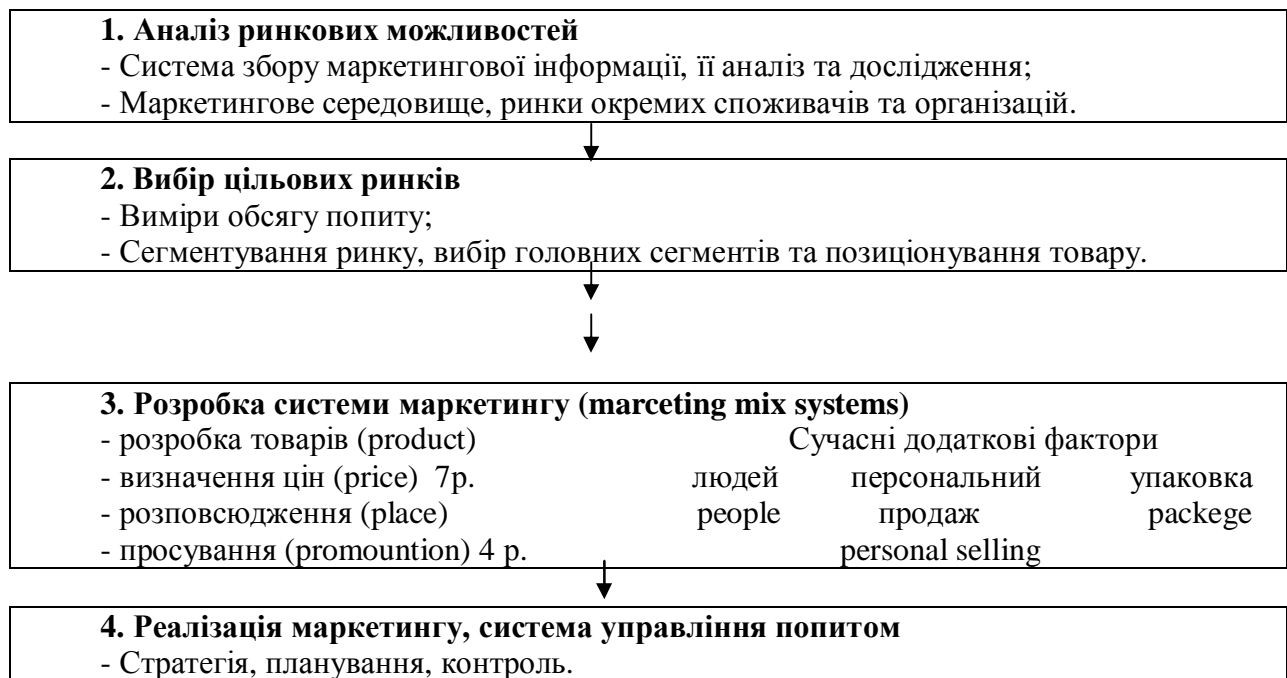 1. Аналіз ринкових можливостей
- Система збору маркетингової інформації, її аналіз та дослідження;
- Маркетингове середовище, ринки окремих споживачів та організацій.
2. Вибір цільових ринків
- Виміри обсягу попиту;
- Сегментування ринку, вибір головних сегментів та позиціонування товару.
3. Розробка системи маркетингу (marceting mix systems)
- розробка товарів (product) Сучасні додаткові фактори
- визначення цін (price) 7р. людей персональний упаковка
- розповсюдження (place) people продаж packege
- просування (promountion) 4 р. personal selling
4. Реалізація маркетингу, система управління попитом
- Стратегія, планування, контроль.